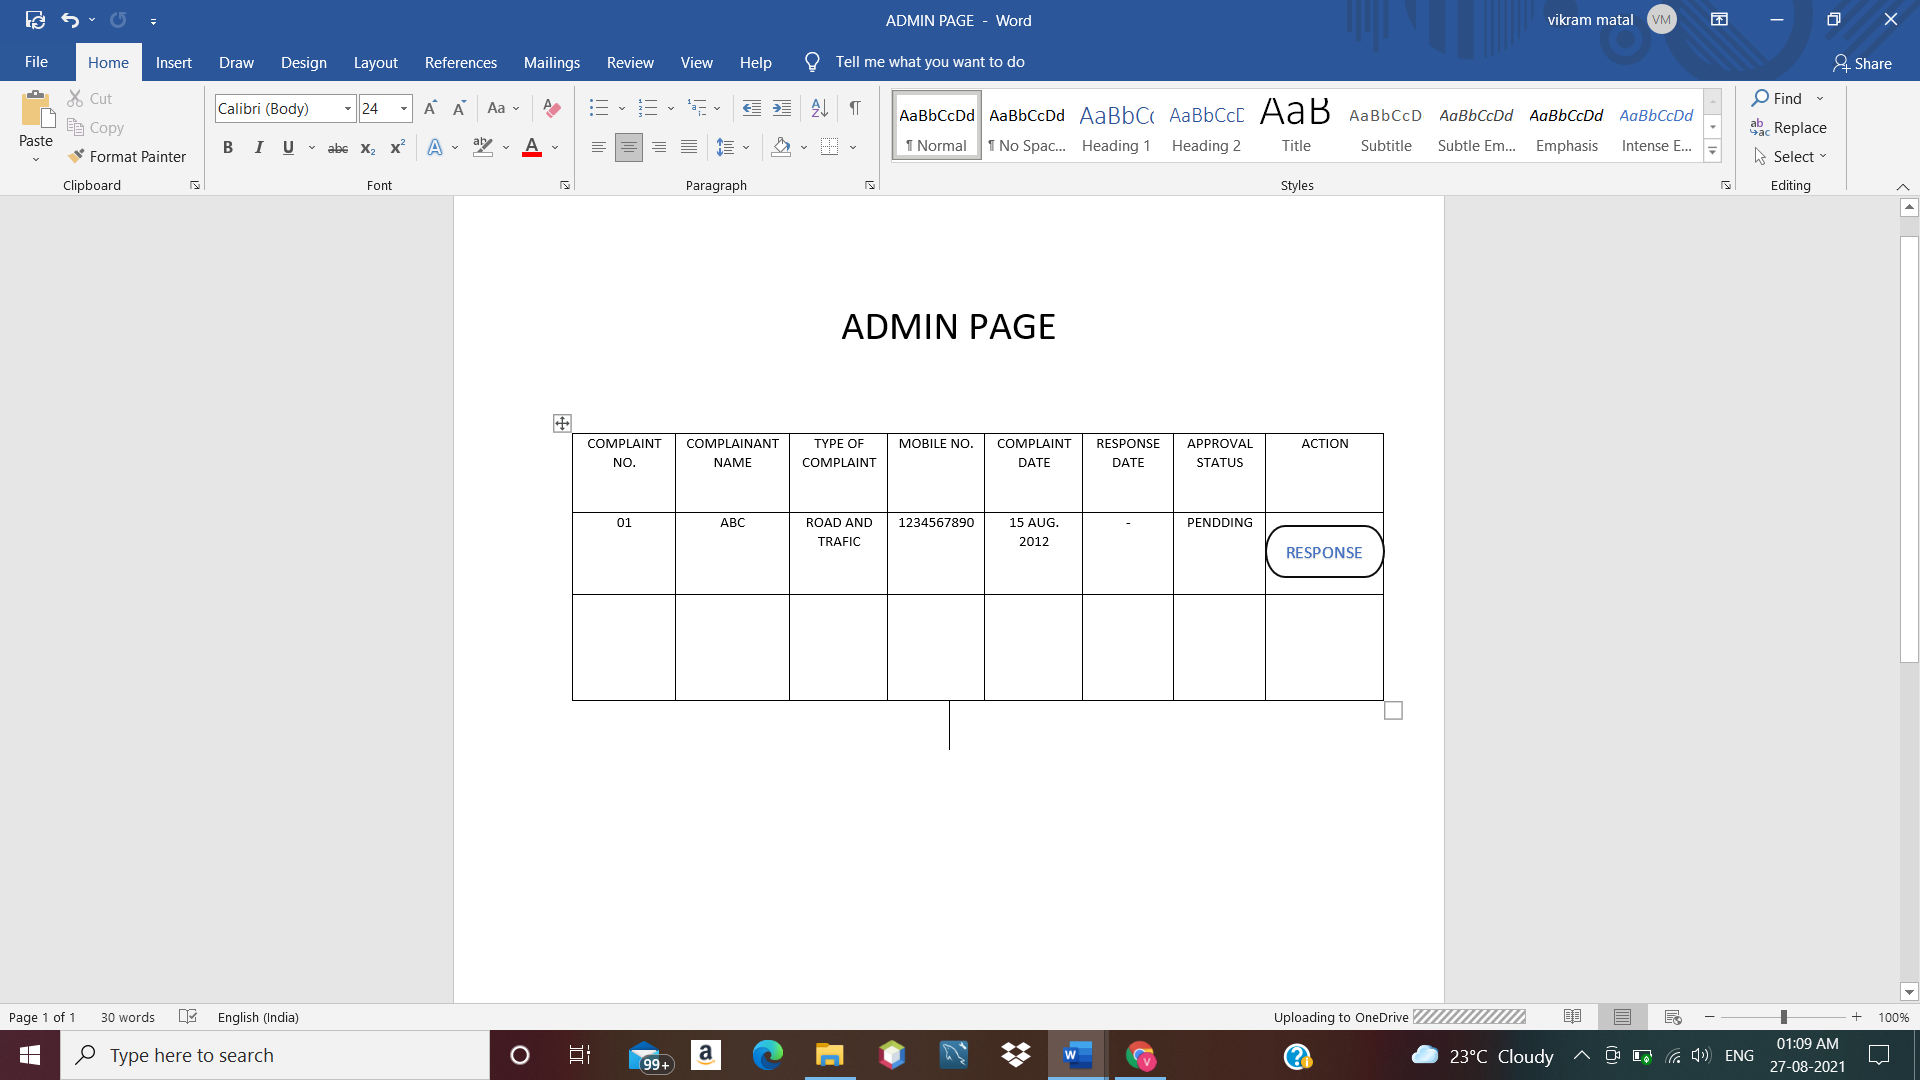 ADMIN PAGE - Word
vikram matal VM
File Home Insert Draw Design Layout References Mailings Review View Help Tell me what you want to do Share
Paste
Cut
Copy
Format Painter
Clipboard
Calibri (Body) 24
Font
Paragraph
AaBbCcDd AaBbCcDd AaBbC AaBbCcD AaB AaBbCcD AaBbCcDd AaBbCcDd AaBbCcDd
¶ Normal ¶ No Spac... Heading 1 Heading 2 Title Subtitle Subtle Em... Emphasis Intense E...
Styles
Find
Replace
Select
Editing
ADMIN PAGE
COMPLAINT NO. COMPLAINANT NAME TYPE OF COMPLAINT MOBILE NO. COMPLAINT DATE RESPONSE DATE APPROVAL STATUS ACTION
01 ABC ROAD AND TRAFIC 1234567890 15 AUG. 2012 - PENDDING RESPONSE
Page 1 of 1 30 words English (India) Uploading to OneDrive 100%
Type here to search 99+ 23°C Cloudy ENG 01:09 AM
27-08-2021